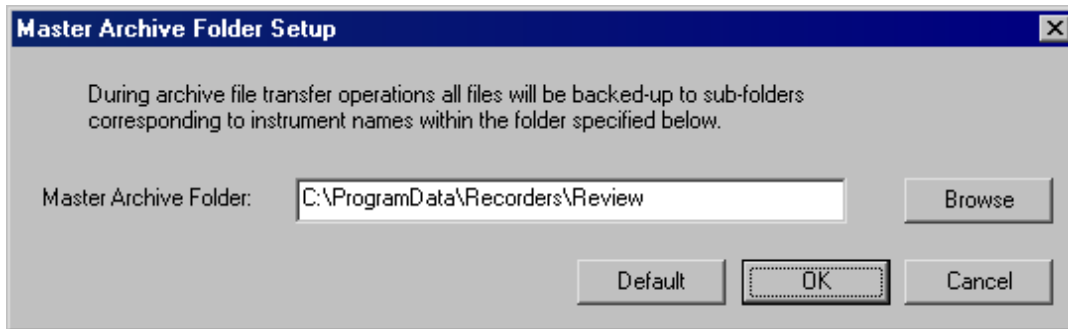 Master Archive Folder Setup
During archive file transfer operations all files will be backed-up to sub-folders
corresponding to instrument names within the folder specified below.
Master Archive Folder: C:\ProgramData\Recorders\Review Browse
Default OK Cancel